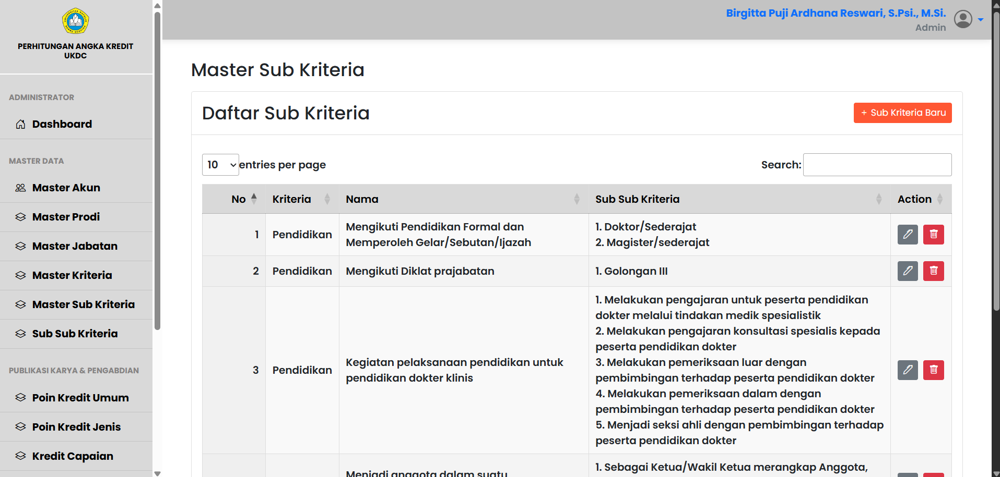 PERHITUNGAN ANGKA KREDIT
UKDC
ADMINISTRATOR
Dashboard
MASTER DATA
Master Akun
Master Prodi
Master Jabatan
Master Kriteria
Master Sub Kriteria
Sub Sub Kriteria
PUBLIKASI KARYA & PENGABDIAN
Poin Kredit Umum
Poin Kredit Jenis
Kredit Capaian
Birgitta Puji Ardhana Reswari, S.Psi., M.Si.
Admin
Master Sub Kriteria
Daftar Sub Kriteria
+ Sub Kriteria Baru
10 entries per page
Search:
No Kriteria Nama Sub Sub Kriteria Action
1 Pendidikan
Mengikuti Pendidikan Formal dan
Memperoleh Gelar/Sebutan/Ijazah
1. Doktor/Sederajat
2. Magister/sederajat
2 Pendidikan Mengikuti Diklat prajabatan 1. Golongan III
3 Pendidikan
Kegiatan pelaksanaan pendidikan untuk
pendidikan dokter klinis
1. Melakukan pengajaran untuk peserta pendidikan
dokter melalui tindakan medik spesialistik
2. Melakukan pengajaran konsultasi spesialis kepada
peserta pendidikan dokter
3. Melakukan pemeriksaan luar dengan
pembimbingan terhadap peserta pendidikan dokter
4. Melakukan pemeriksaan dalam dengan
pembimbingan terhadap peserta pendidikan dokter
5. Menjadi seksi ahli dengan pembimbingan terhadap
peserta pendidikan dokter
Menjadi anggota dalam suatu
1. Sebagai Ketua/Wakil Ketua merangkap Anggota,